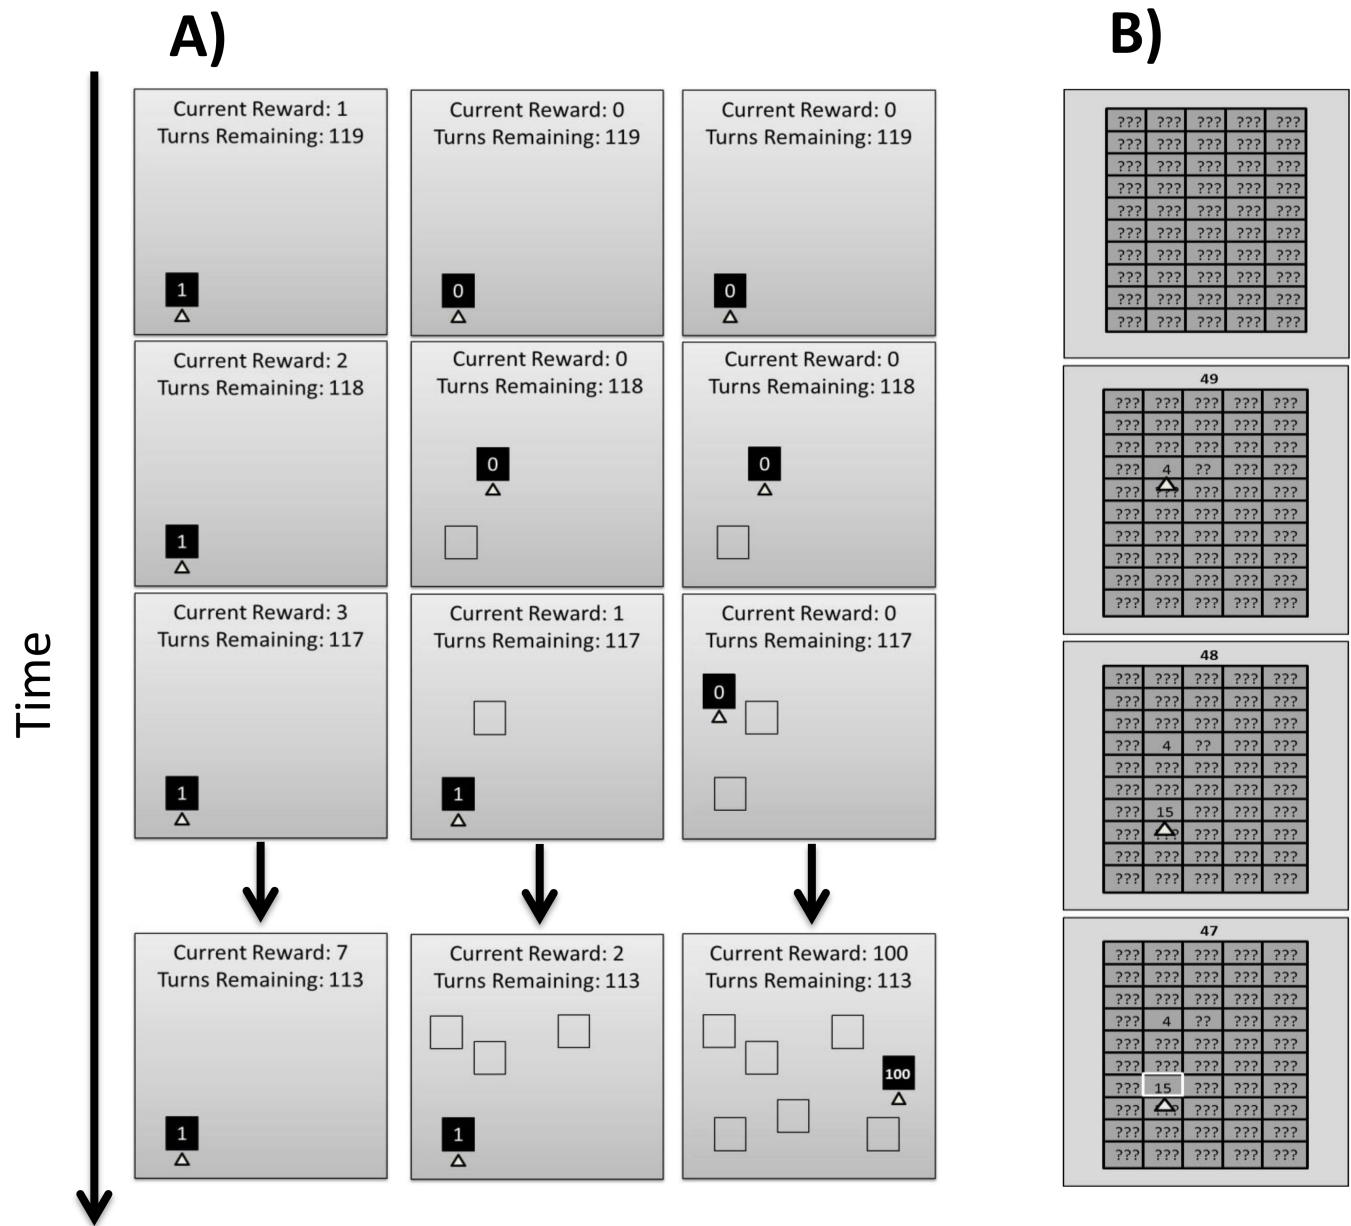 A)
B)
Time
Current Reward: 1
Turns Remaining: 119
1
Current Reward: 0
Turns Remaining: 119
0
Current Reward: 0
Turns Remaining: 119
0
Current Reward: 2
Turns Remaining: 118
1
Current Reward: 0
Turns Remaining: 118
0
Current Reward: 0
Turns Remaining: 118
0
Current Reward: 3
Turns Remaining: 117
1
Current Reward: 1
Turns Remaining: 117
1
Current Reward: 0
Turns Remaining: 117
0
Current Reward: 7
Turns Remaining: 113
1
Current Reward: 2
Turns Remaining: 113
1
Current Reward: 100
Turns Remaining: 113
100
??? ??? ??? ??? ???
??? ??? ??? ??? ???
??? ??? ??? ??? ???
??? ??? ??? ??? ???
??? ??? ??? ??? ???
??? ??? ??? ??? ???
??? ??? ??? ??? ???
??? ??? ??? ??? ???
??? ??? ??? ??? ???
??? ??? ??? ??? ???
49
??? ??? ??? ??? ???
??? ??? ??? ??? ???
??? ??? ??? ??? ???
??? 4 ?? ??? ???
??? ??? ??? ??? ???
??? ??? ??? ??? ???
??? ??? ??? ??? ???
??? ??? ??? ??? ???
??? ??? ??? ??? ???
??? ??? ??? ??? ???
48
??? ??? ??? ??? ???
??? ??? ??? ??? ???
??? ??? ??? ??? ???
??? 4 ?? ??? ???
??? ??? ??? ??? ???
??? ??? ??? ??? ???
??? 15 ??? ??? ???
??? ??? ??? ??? ???
??? ??? ??? ??? ???
??? ??? ??? ??? ???
47
??? ??? ??? ??? ???
??? ??? ??? ??? ???
??? ??? ??? ??? ???
??? 4 ?? ??? ???
??? ??? ??? ??? ???
??? ??? ??? ??? ???
??? 15 ??? ??? ???
??? ??? ??? ??? ???
??? ??? ??? ??? ???
??? ??? ??? ??? ???